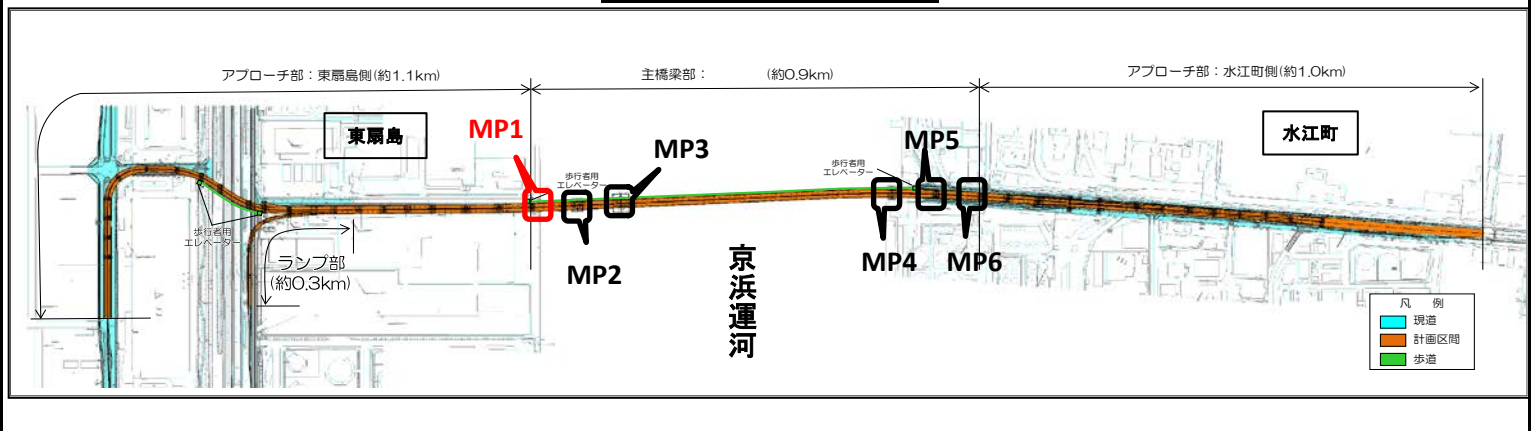 アプローチ部：東扇島側(約1.1km)
主橋梁部：　　(約0.9km)
アプローチ部：水江町側(約1.0km)
東扇島
MP1
歩行者用
エレベーター
MP3
歩行者用
エレベーター
MP5
水江町
歩行者用
エレベーター
ランプ部
(約0.3km)
MP2
京浜運河
MP4
MP6
凡　例
現道
計画区間
歩道